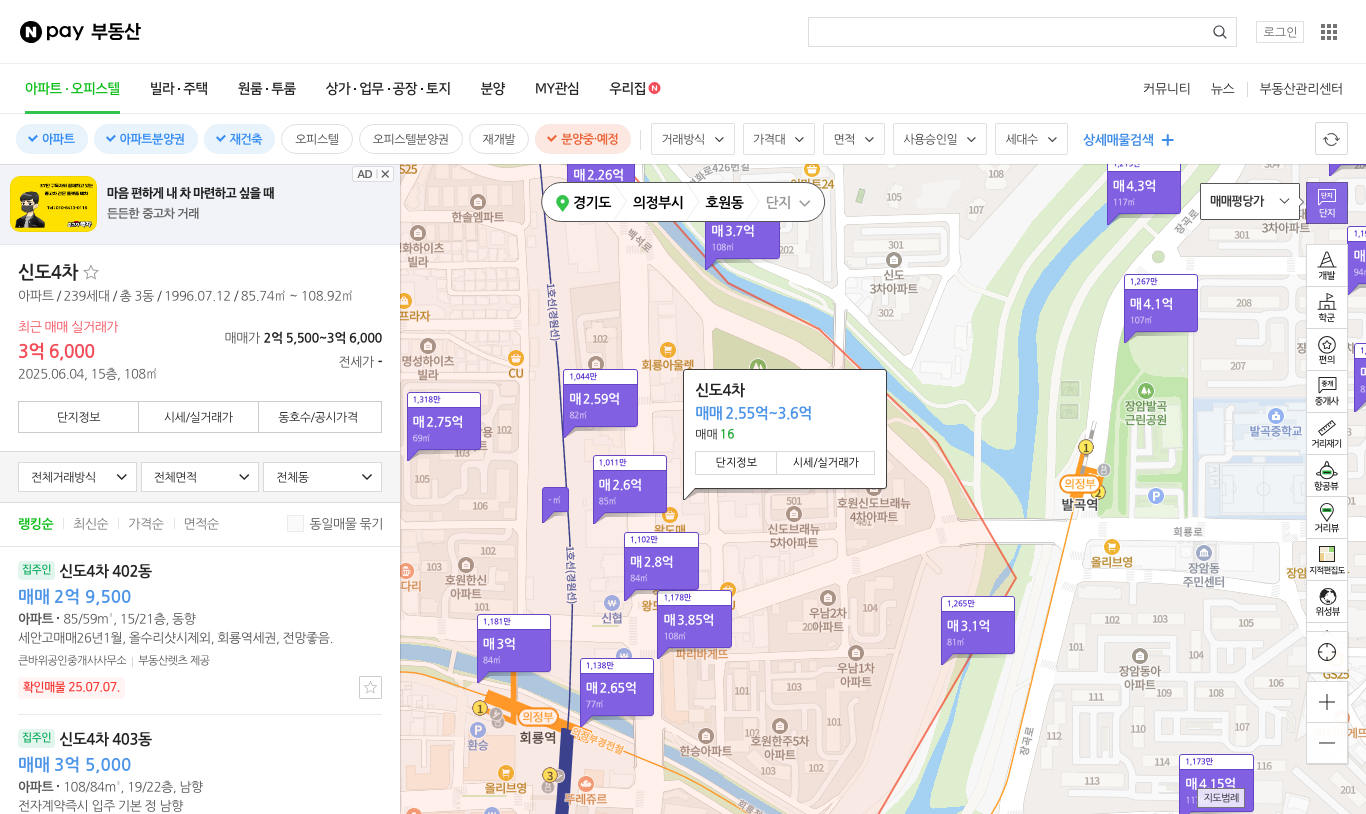 N pay 부동산
로그인
아파트 · 오피스텔
빌라 · 주택
원룸 · 투룸
상가 · 업무 · 공장 · 토지
분양
MY관심
우리집 N
커뮤니티
뉴스
부동산관리센터
아파트
아파트분양권
재건축
오피스텔
오피스텔분양권
재개발
분양중·예정
거래방식
가격대
면적
사용승인일
세대수
상세매물검색
마음 편하게 내 차 마련하고 싶을 때
든든한 중고차 거래
AD
신도4차
아파트 / 239세대 / 총 3동 / 1996.07.12 / 85.74㎡ ~ 108.92㎡
최근 매매 실거래가
3억 6,000
2025.06.04, 15층, 108㎡
매매가 2억 5,500~3억 6,000
전세가 -
단지정보
시세/실거래가
동호수/공시가격
전체거래방식
전체면적
전체동
랭킹순
최신순
가격순
면적순
동일매물 묶기
집주인 신도4차 402동
매매 2억 9,500
아파트 · 85/59㎡, 15/21층, 동향
세안고매매26년1월, 올수리샷시제외, 회룡역세권, 전망좋음.
큰바위공인중개사사무소 | 부동산렛츠 제공
확인매물 25.07.07.
집주인 신도4차 403동
매매 3억 5,000
아파트 · 108/84㎡, 19/22층, 남향
전자계약즉시 입주 기본 정 남향
경기도
의정부시
호원동
단지
매매평당가
단지
단지
개발
학군
편의
중개
중개사
거리재기
항공뷰
거리뷰
지적편집도
위성뷰
지도범례
신도4차
매매 2.55억~3.6억
매매 16
단지정보
시세/실거래가
매2.26억
매3.7억
108㎡
매4.3억
117㎡
1,267만
매4.1억
107㎡
1,044만
매2.59억
82㎡
1,318만
매2.75억
69㎡
1,011만
매2.6억
85㎡
- ㎡
1,102만
매2.8억
84㎡
1,178만
매3.85억
108㎡
1,181만
매3억
84㎡
1,138만
매2.65억
77㎡
1,265만
매3.1억
81㎡
1,173만
매4.15억
한솔엠파트
백석로
신도
3차아파트
301
301
302
208
명성하이츠
빌라
CU
회룡아울렛
1호선(경원선)
1호선(경원선)
장곡로
장암발곡
근린공원
발곡중학교
의정부
발곡역
회룡로
올리브영
장암동
주민센터
호원신도브래뉴
4차아파트
신도브래뉴
5차아파트
501
호원한신
아파트
신협
파리바게뜨
우남2차
아파트
우남1차
아파트
장암동아
아파트
GS25
의정부
회룡역
의정부경전철
환승
올리브영
뚜레쥬르
한승아파트
호원한주5차
아파트
장곡로